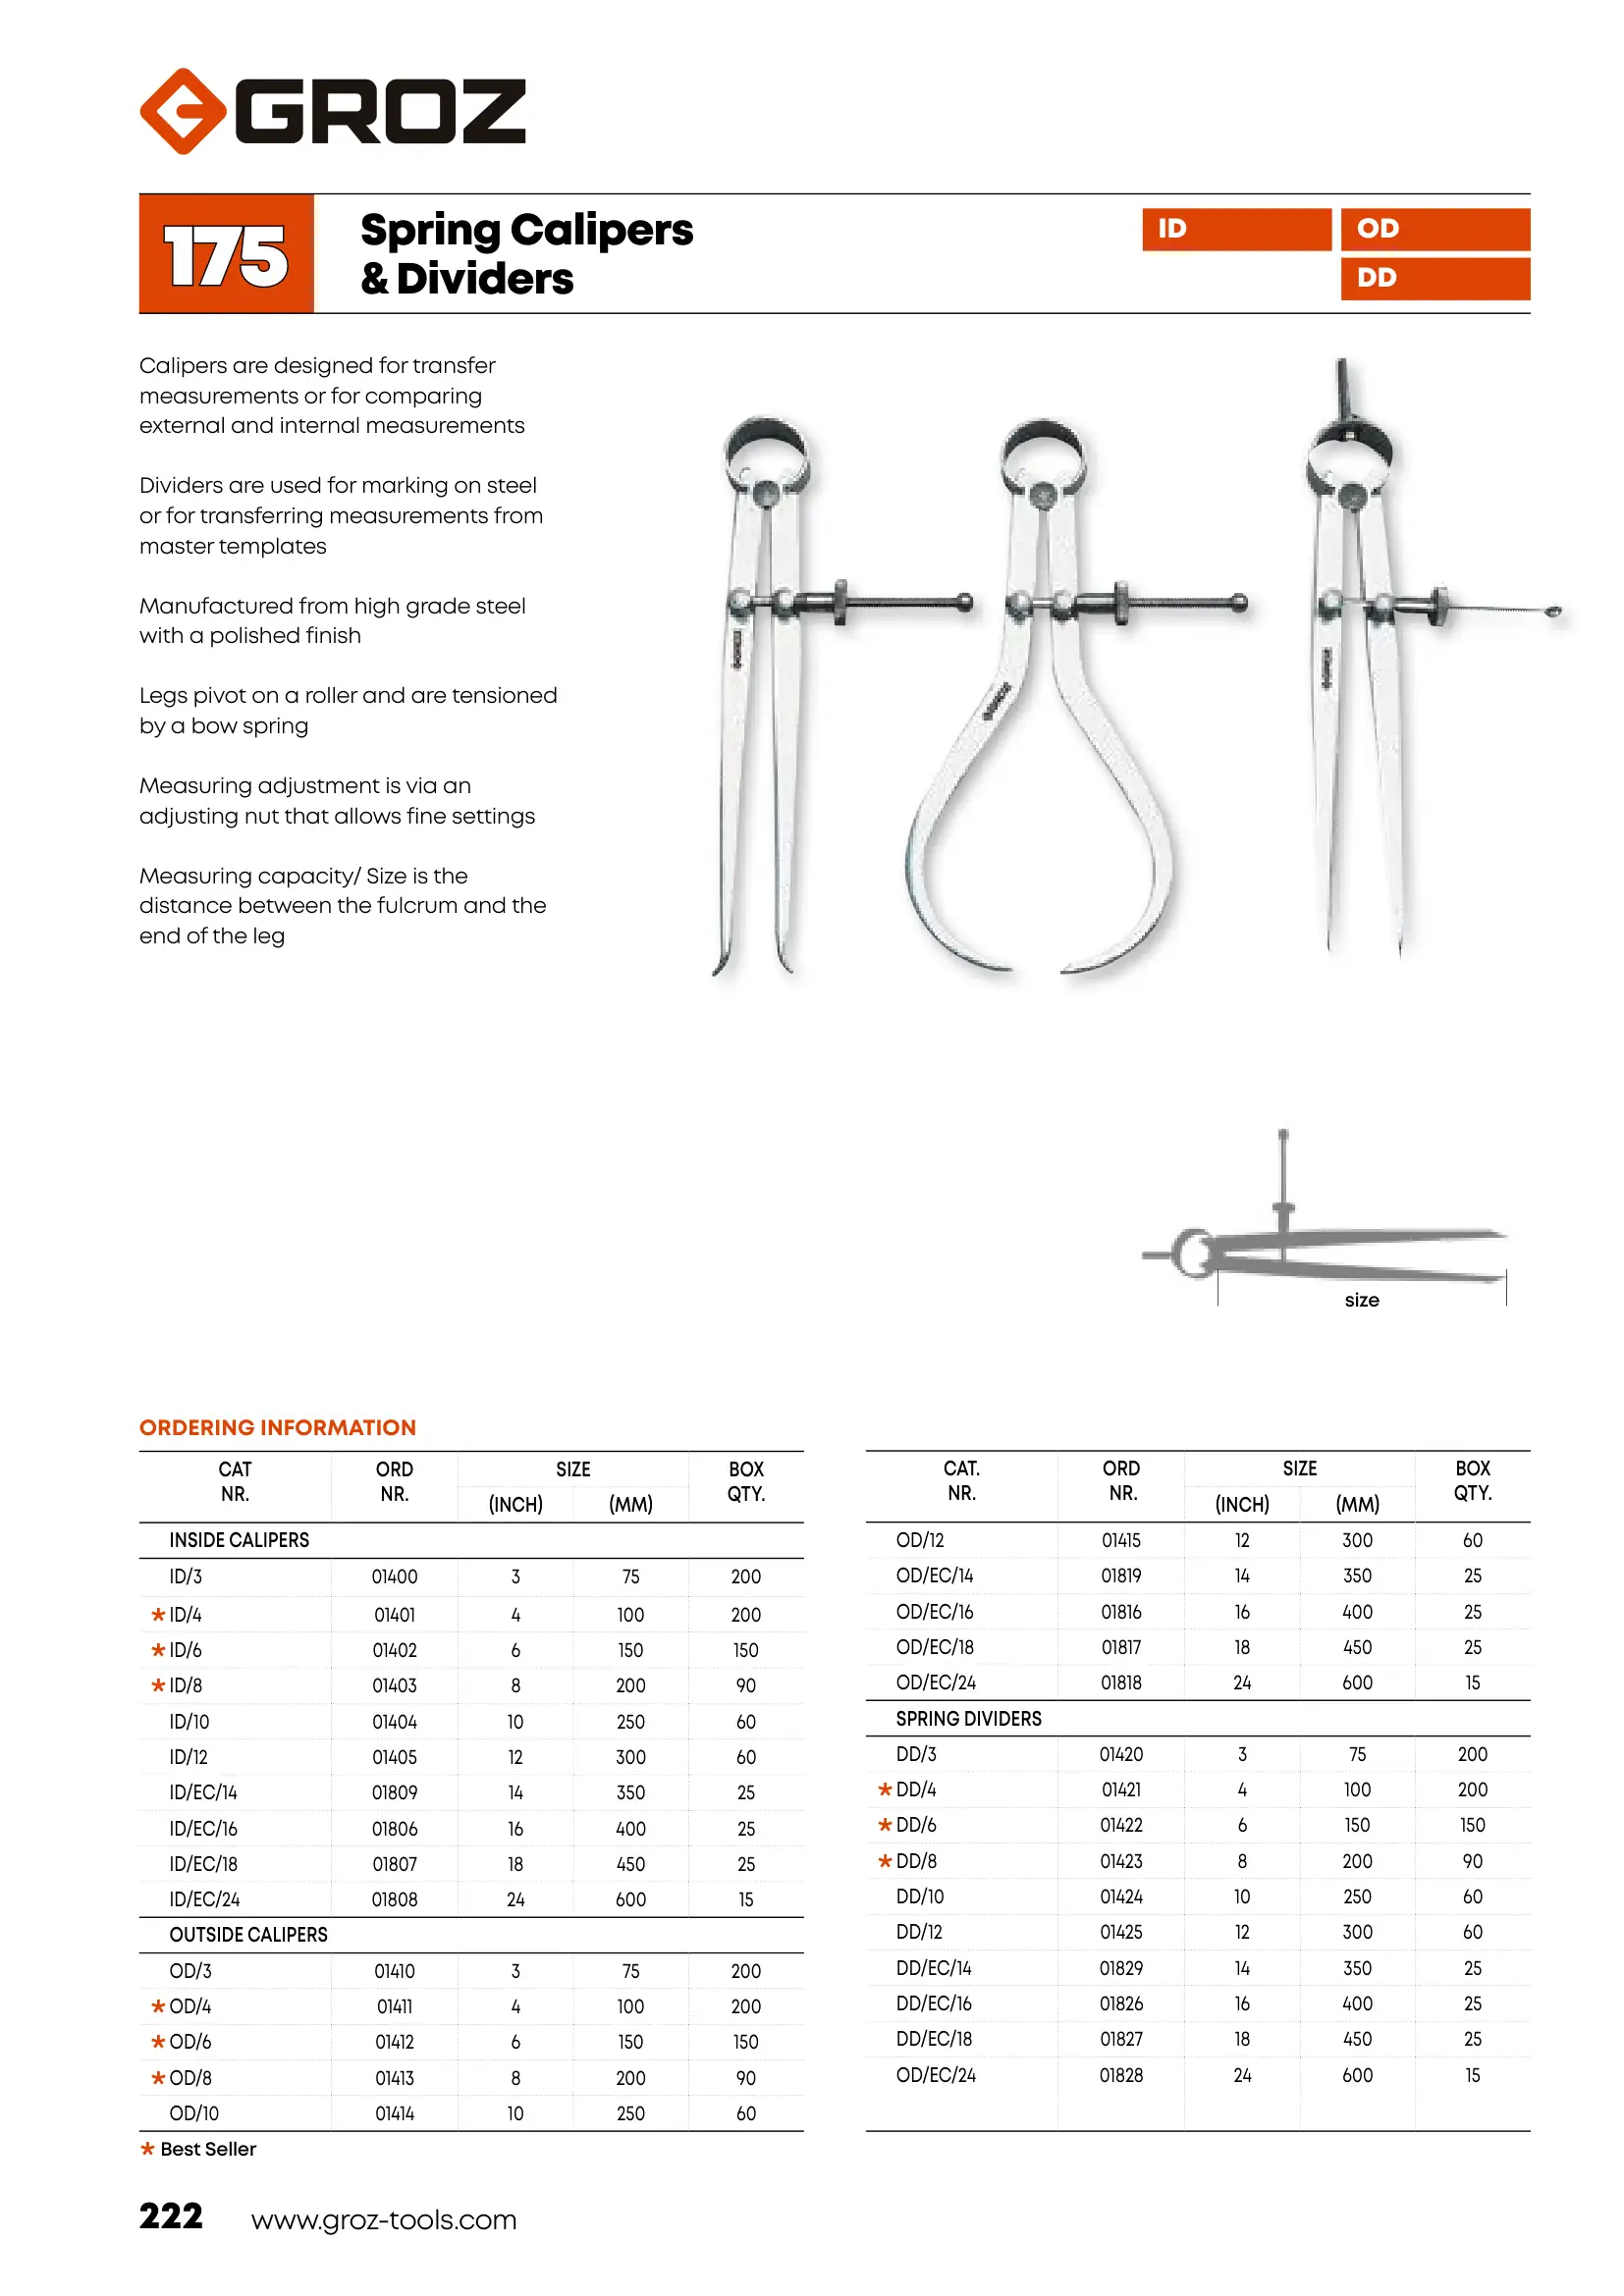 GROZ
175
Spring Calipers
& Dividers
ID
OD
DD
Calipers are designed for transfer
measurements or for comparing
external and internal measurements
Dividers are used for marking on steel
or for transferring measurements from
master templates
Manufactured from high grade steel
with a polished finish
Legs pivot on a roller and are tensioned
by a bow spring
Measuring adjustment is via an
adjusting nut that allows fine settings
Measuring capacity/ Size is the
distance between the fulcrum and the
end of the leg
size
ORDERING INFORMATION
CAT NR. ORD NR. SIZE (INCH) (MM) BOX QTY.
INSIDE CALIPERS
ID/3 01400 3 75 200
* ID/4 01401 4 100 200
* ID/6 01402 6 150 150
* ID/8 01403 8 200 90
ID/10 01404 10 250 60
ID/12 01405 12 300 60
ID/EC/14 01809 14 350 25
ID/EC/16 01806 16 400 25
ID/EC/18 01807 18 450 25
ID/EC/24 01808 24 600 15
OUTSIDE CALIPERS
OD/3 01410 3 75 200
* OD/4 01411 4 100 200
* OD/6 01412 6 150 150
* OD/8 01413 8 200 90
OD/10 01414 10 250 60
* Best Seller
CAT. NR. ORD NR. SIZE (INCH) (MM) BOX QTY.
OD/12 01415 12 300 60
OD/EC/14 01819 14 350 25
OD/EC/16 01816 16 400 25
OD/EC/18 01817 18 450 25
OD/EC/24 01818 24 600 15
SPRING DIVIDERS
DD/3 01420 3 75 200
* DD/4 01421 4 100 200
* DD/6 01422 6 150 150
* DD/8 01423 8 200 90
DD/10 01424 10 250 60
DD/12 01425 12 300 60
DD/EC/14 01829 14 350 25
DD/EC/16 01826 16 400 25
DD/EC/18 01827 18 450 25
OD/EC/24 01828 24 600 15
222 www.groz-tools.com